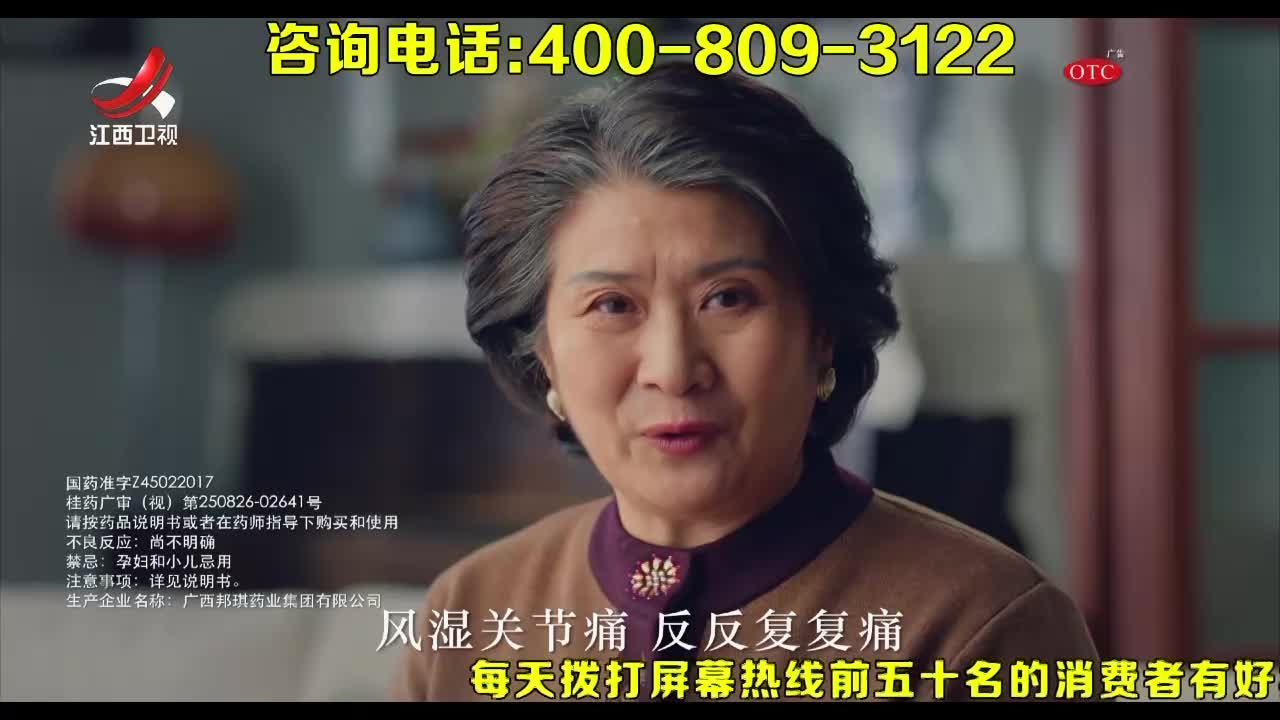 咨询电话:400-809-3122
广告
OTC
江西卫视
国药准字Z45022017
桂药广审（视）第250826-02641号
请按药品说明书或者在药师指导下购买和使用
不良反应：尚不明确
禁忌：孕妇和小儿忌用
注意事项：详见说明书。
生产企业名称：广西邦琪药业集团有限公司
风湿关节痛 反反复复痛
每天拨打屏幕热线前五十名的消费者有好